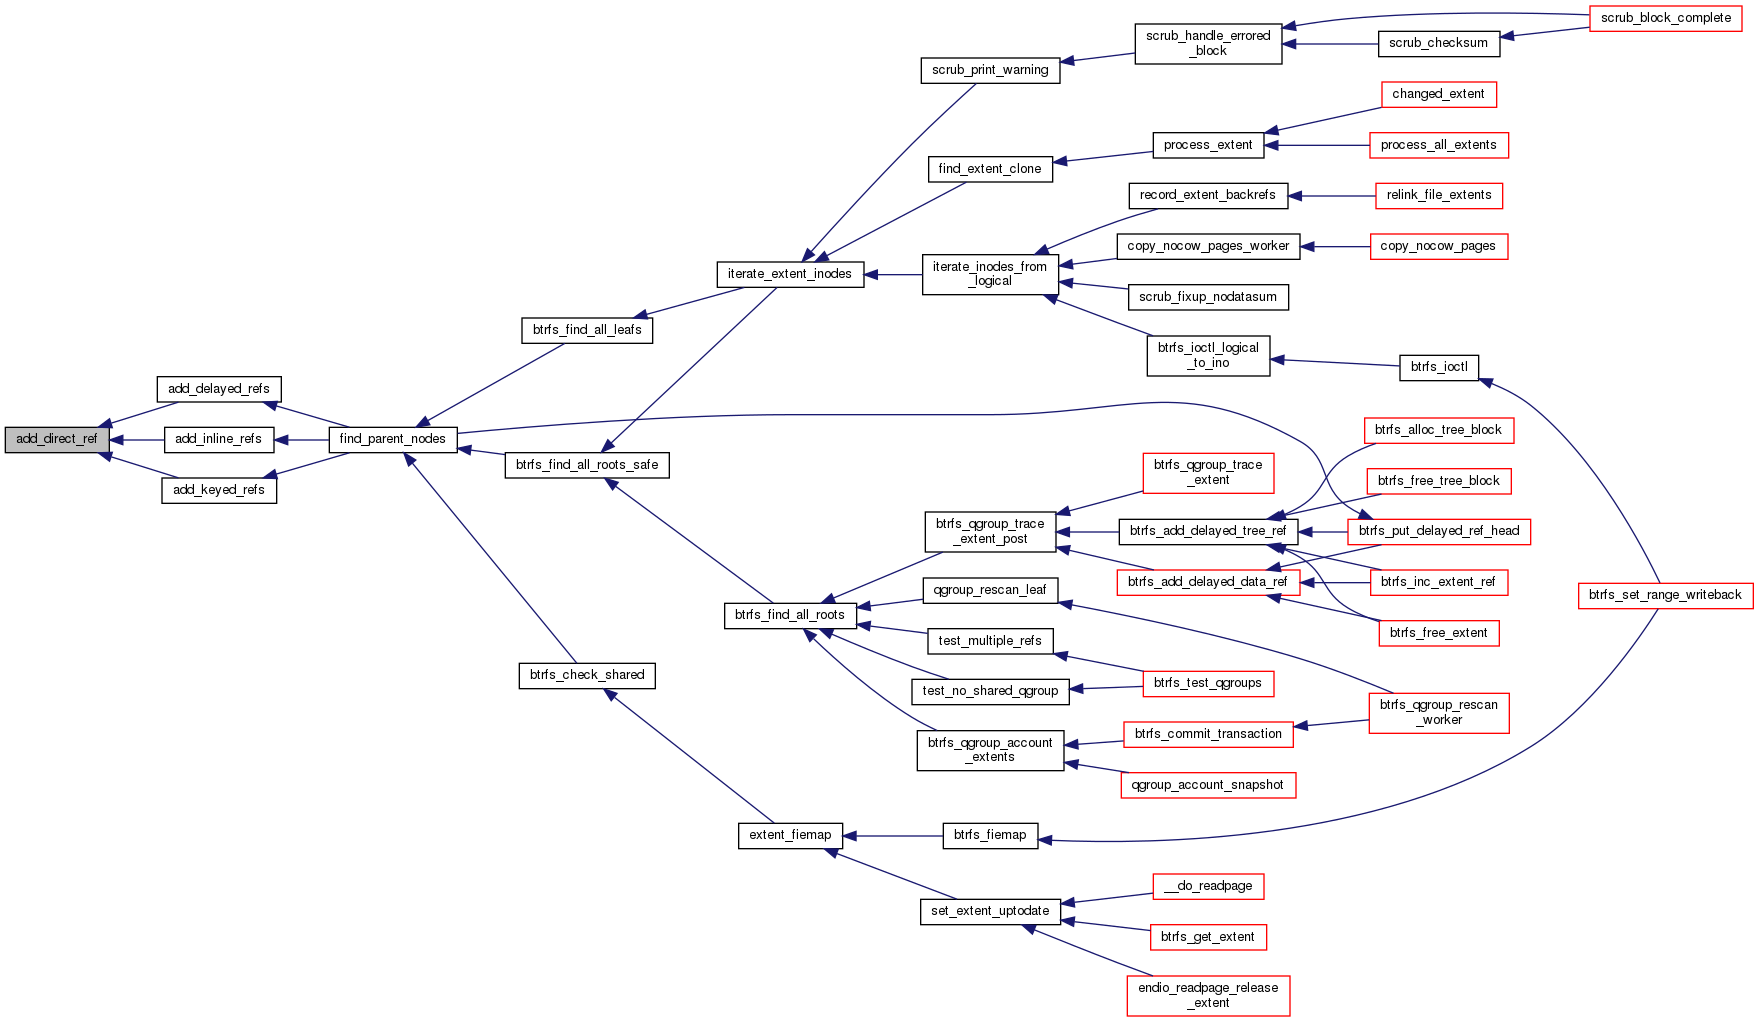 scrub_block_complete
scrub_handle_errored
_block
scrub_checksum
scrub_print_warning
changed_extent
process_extent
process_all_extents
find_extent_clone
record_extent_backrefs
relink_file_extents
copy_nocow_pages_worker
copy_nocow_pages
iterate_extent_inodes
iterate_inodes_from
_logical
scrub_fixup_nodatasum
btrfs_find_all_leafs
btrfs_ioctl_logical
_to_ino
btrfs_ioctl
add_delayed_refs
add_direct_ref
add_inline_refs
find_parent_nodes
add_keyed_refs
btrfs_find_all_roots_safe
btrfs_alloc_tree_block
btrfs_qgroup_trace
_extent
btrfs_free_tree_block
btrfs_qgroup_trace
_extent_post
btrfs_add_delayed_tree_ref
btrfs_put_delayed_ref_head
btrfs_add_delayed_data_ref
btrfs_inc_extent_ref
qgroup_rescan_leaf
btrfs_set_range_writeback
btrfs_find_all_roots
btrfs_free_extent
test_multiple_refs
btrfs_check_shared
test_no_shared_qgroup
btrfs_test_qgroups
btrfs_qgroup_rescan
_worker
btrfs_qgroup_account
_extents
btrfs_commit_transaction
qgroup_account_snapshot
extent_fiemap
btrfs_fiemap
__do_readpage
set_extent_uptodate
btrfs_get_extent
endio_readpage_release
_extent